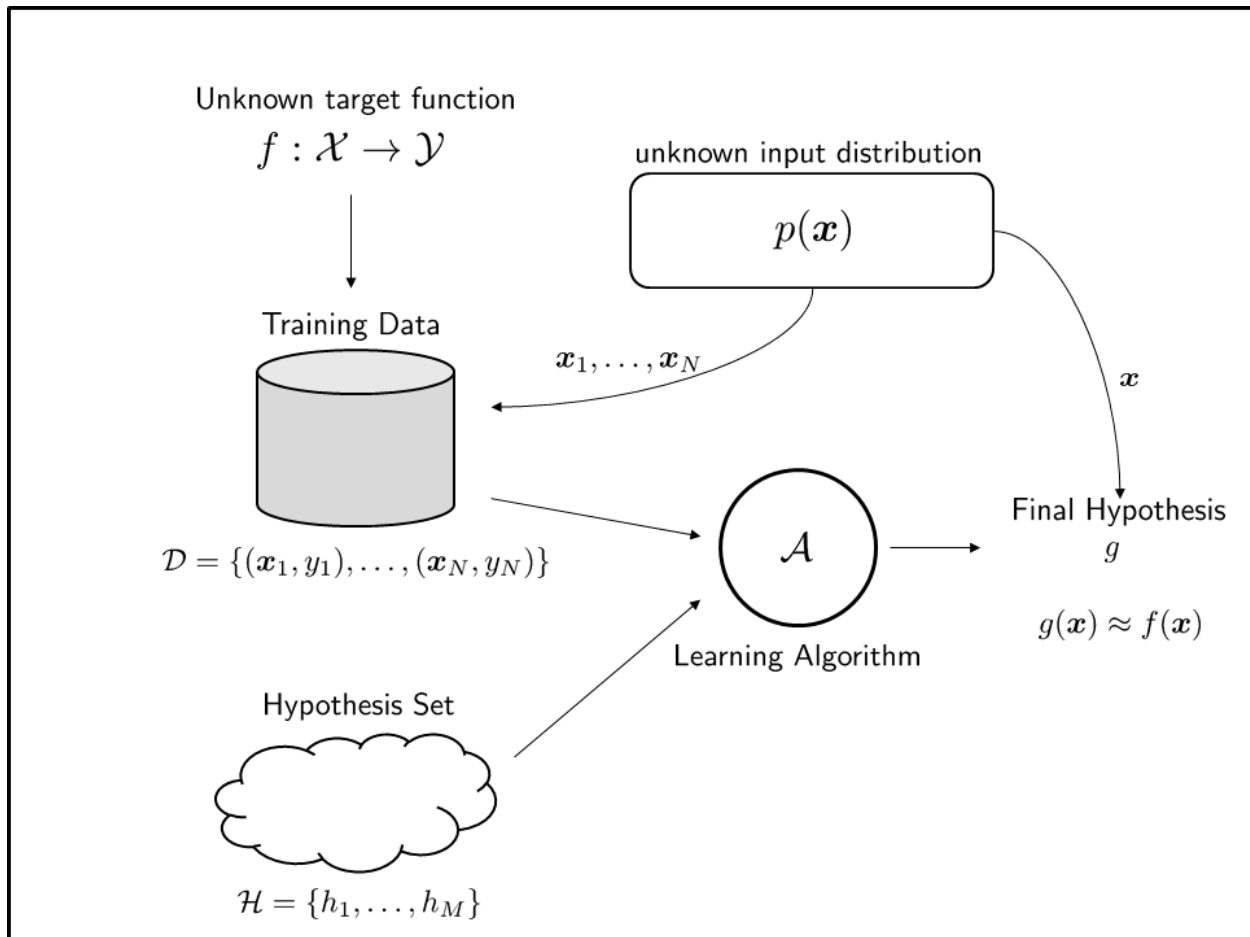 Unknown target function
f : 𝒳 → 𝒴
unknown input distribution
p(𝒙)
Training Data
𝒙₁, . . . , 𝒙_N
𝒙
𝒟 = {(𝒙₁, y₁), . . . , (𝒙_N, y_N)}
𝒜
Learning Algorithm
Final Hypothesis
g
g(𝒙) ≈ f(𝒙)
Hypothesis Set
ℋ = {h₁, . . . , h_M}